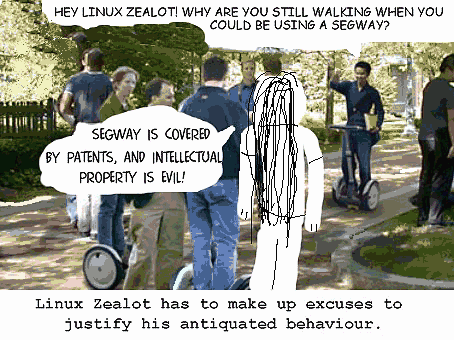 HEY LINUX ZEALOT! WHY ARE YOU STILL WALKING WHEN YOU
COULD BE USING A SEGWAY?
SEGWAY IS COVERED
BY PATENTS, AND INTELLECTUAL
PROPERTY IS EVIL!
Linux Zealot has to make up excuses to
justify his antiquated behaviour.